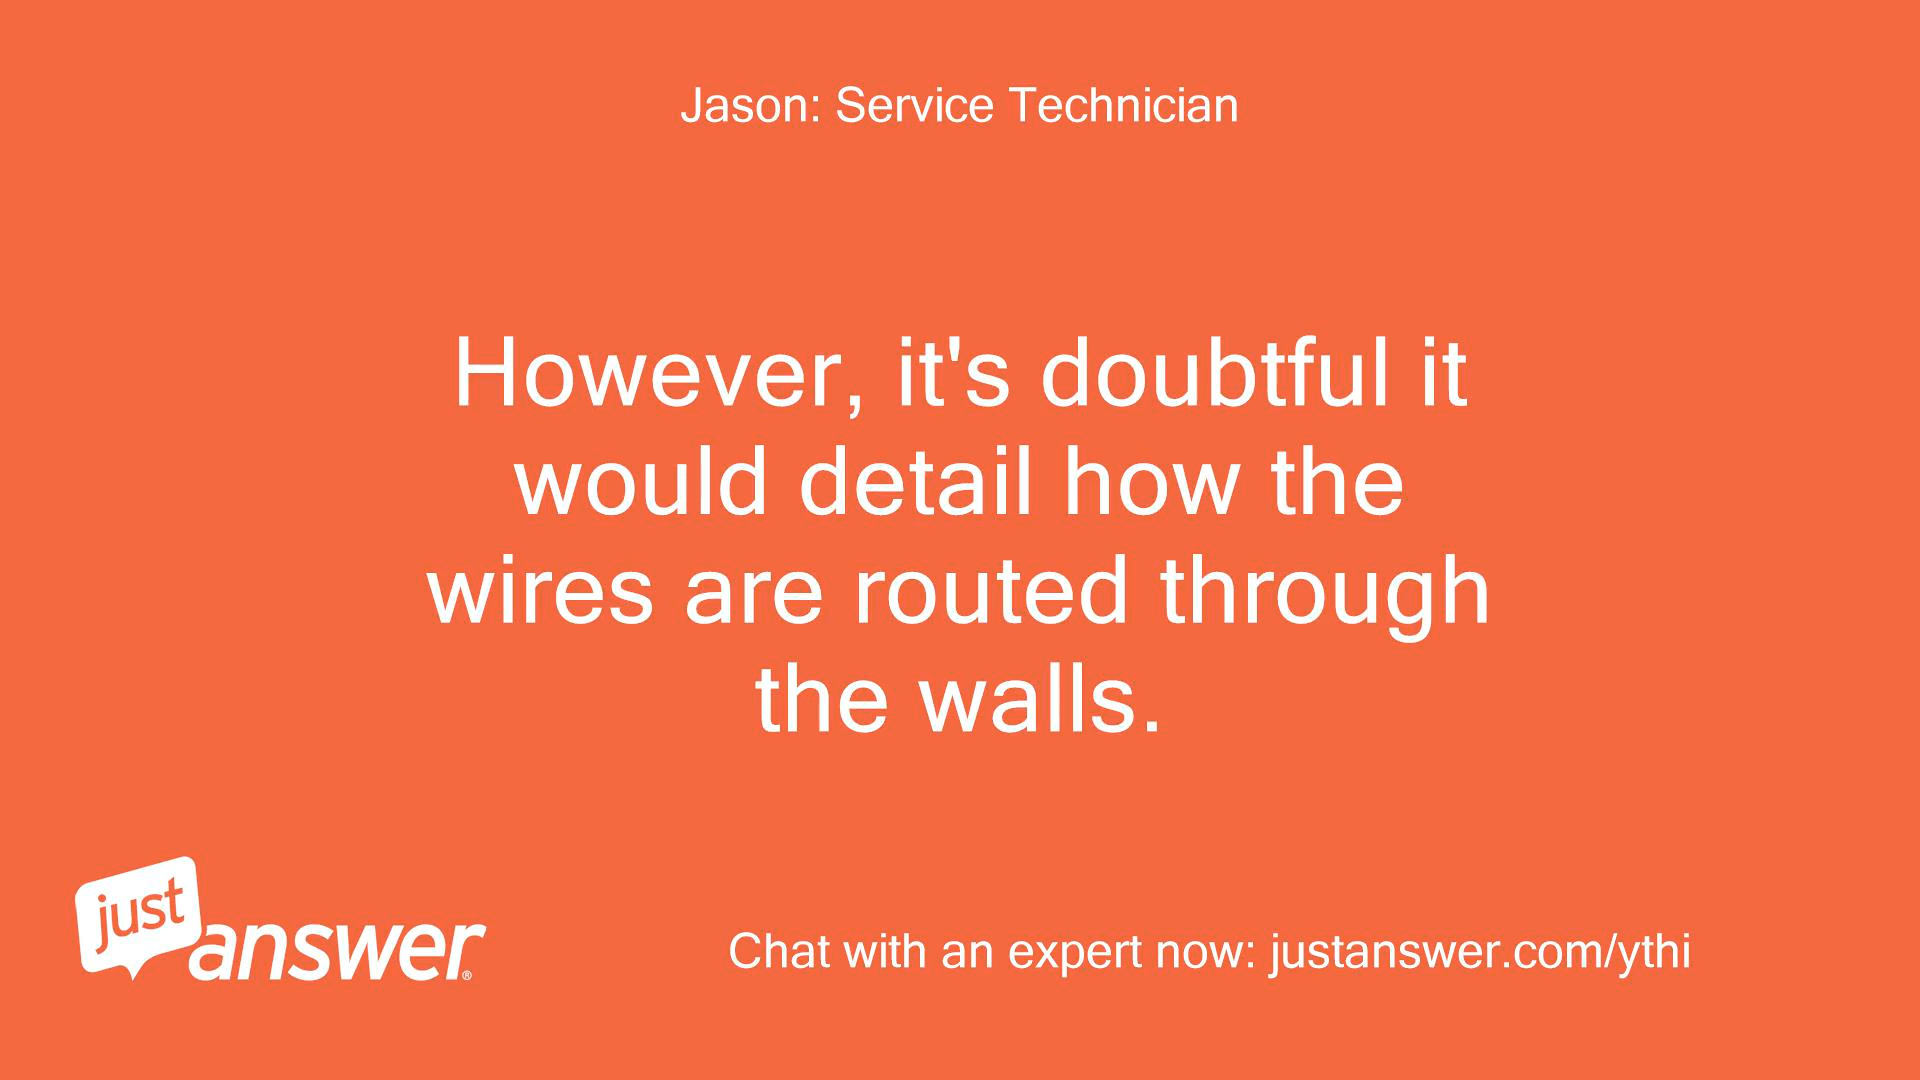 Jason: Service Technician
However, it's doubtful it
would detail how the
wires are routed through
the walls.
just
answer®
Chat with an expert now: justanswer.com/ythi